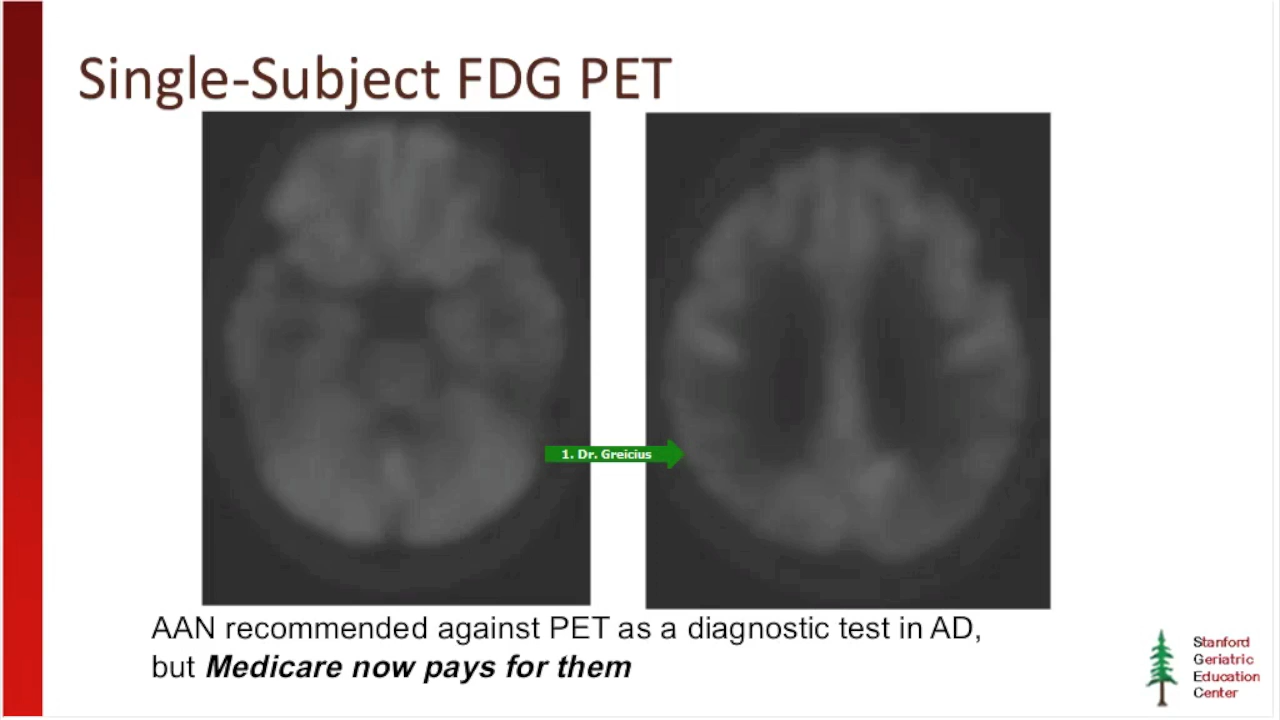 Single-Subject FDG PET
1. Dr. Greicius
AAN recommended against PET as a diagnostic test in AD,
but Medicare now pays for them
Stanford
Geriatric
Education
Center